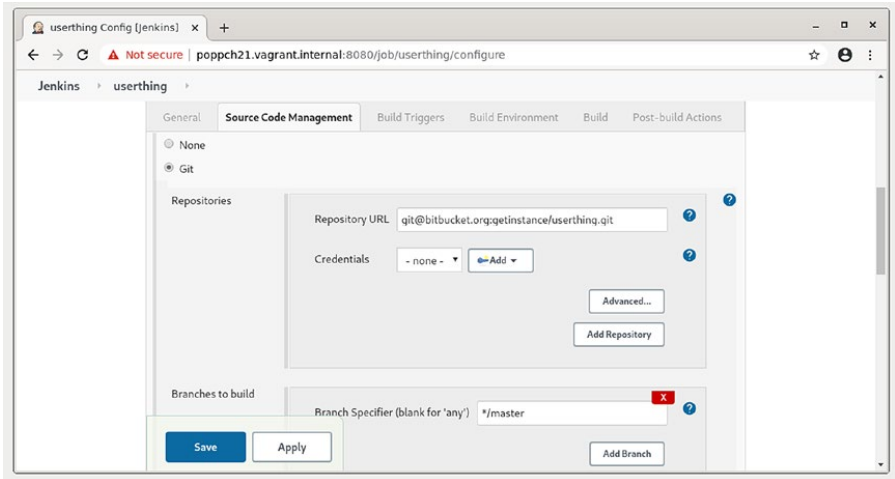 userthing Config [Jenkins] x +
Not secure | poppch21.vagrant.internal:8080/job/userthing/configure
Jenkins userthing
General Source Code Management Build Triggers Build Environment Build Post-build Actions
None
Git
Repositories
Repository URL git@bitbucket.org:getinstance/userthing.git
Credentials - none - Add
Advanced...
Add Repository
Branches to build
X
Branch Specifier (blank for 'any') */master
Save Apply Add Branch